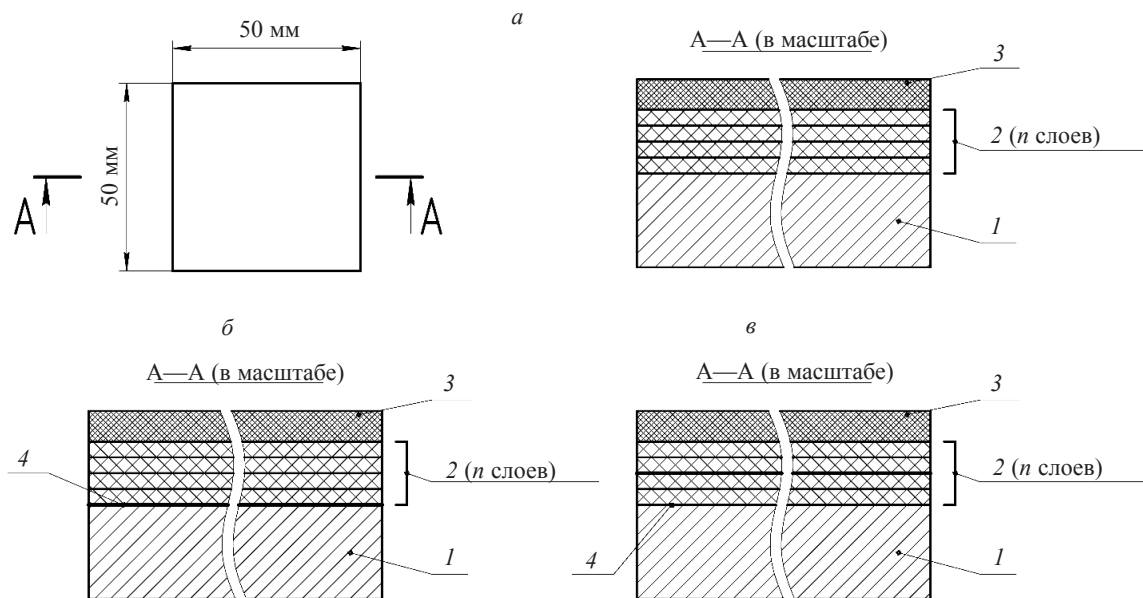 а
50 мм
50 мм
А
А
А—А (в масштабе)
3
2 (n слоев)
1
б
А—А (в масштабе)
3
4
2 (n слоев)
1
в
А—А (в масштабе)
3
2 (n слоев)
4
1